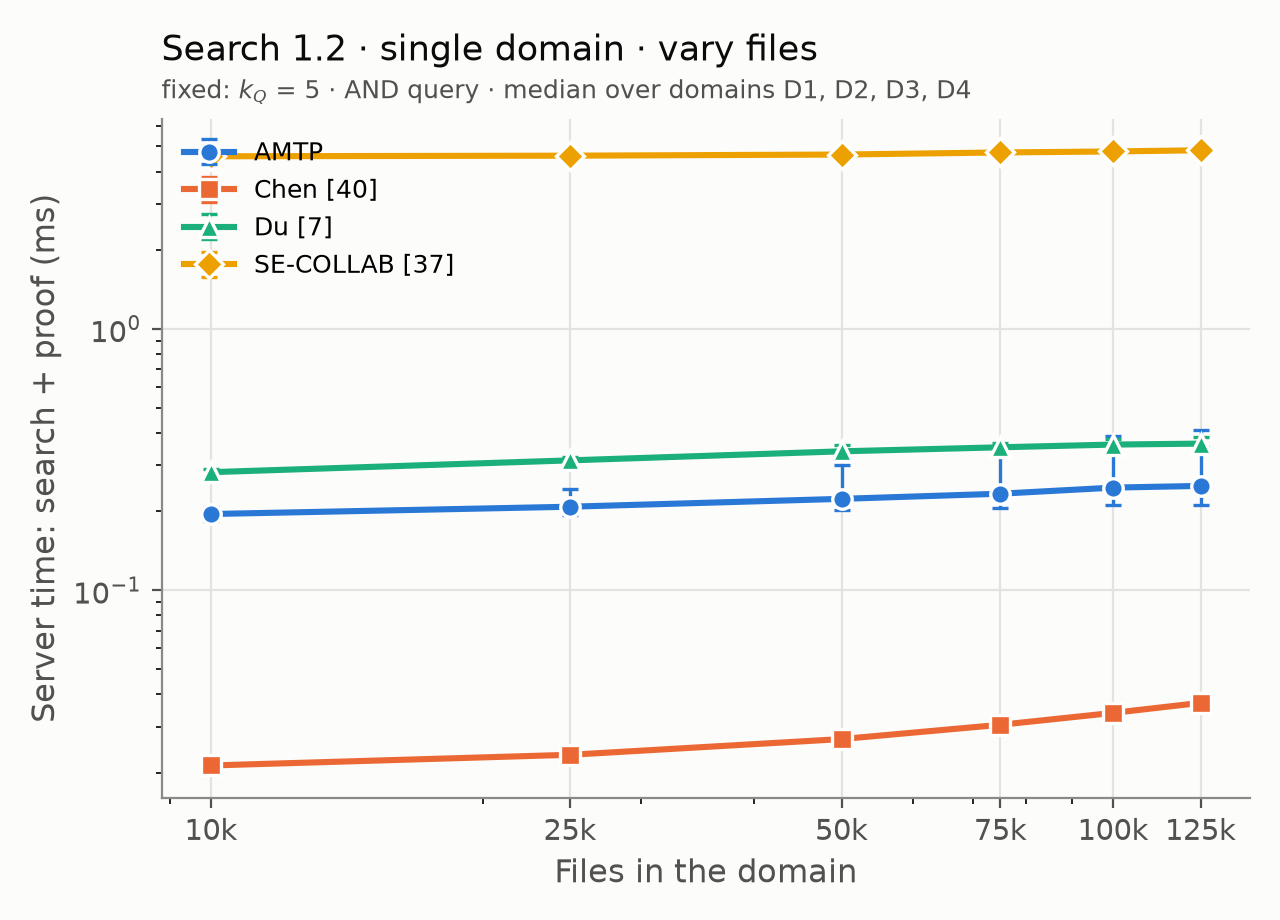 Search 1.2 · single domain · vary files
fixed: k_Q = 5 · AND query · median over domains D1, D2, D3, D4
AMTP
Chen [40]
Du [7]
SE-COLLAB [37]
Server time: search + proof (ms)
10⁰
10⁻¹
10k 25k 50k 75k 100k 125k
Files in the domain